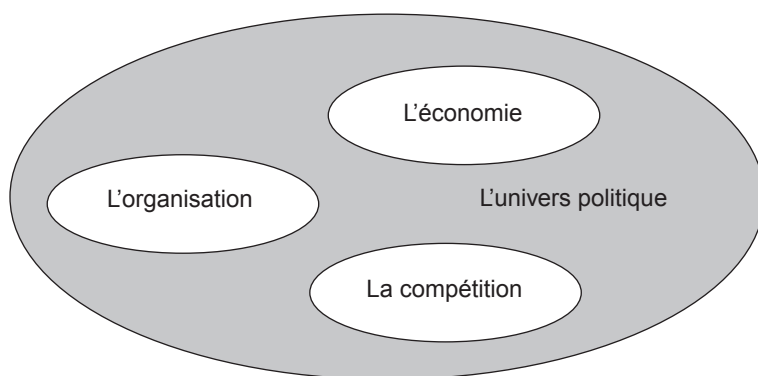 L’économie
L’organisation
L’univers politique
La compétition